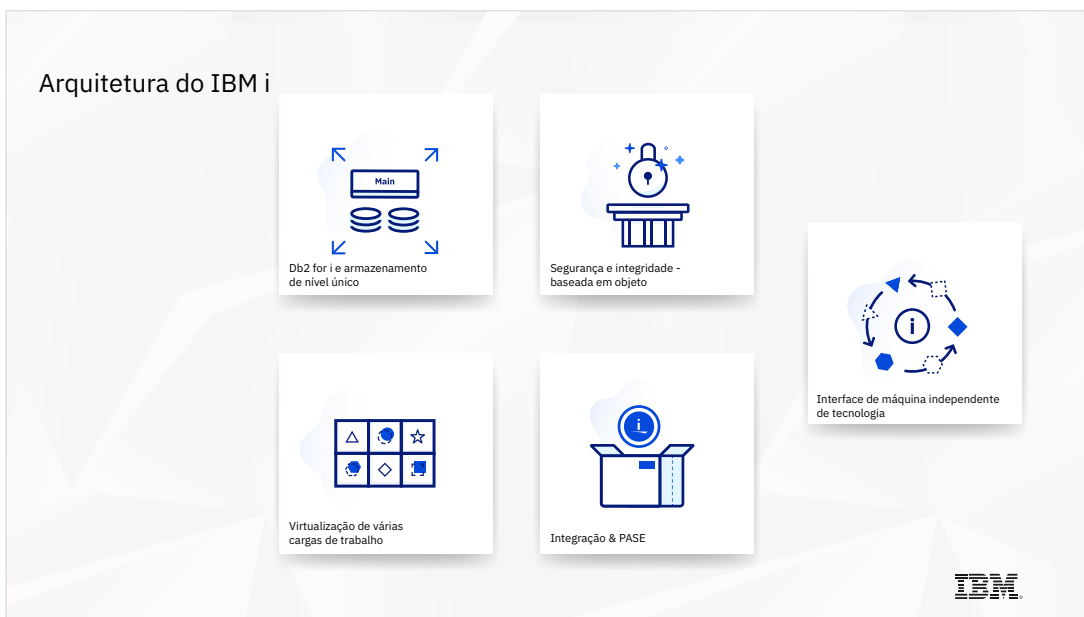 Arquitetura do IBM i
Main
Db2 for i e armazenamento
de nível único
Segurança e integridade -
baseada em objeto
i
Interface de máquina independente
de tecnologia
Virtualização de várias
cargas de trabalho
i
Integração & PASE
IBM®